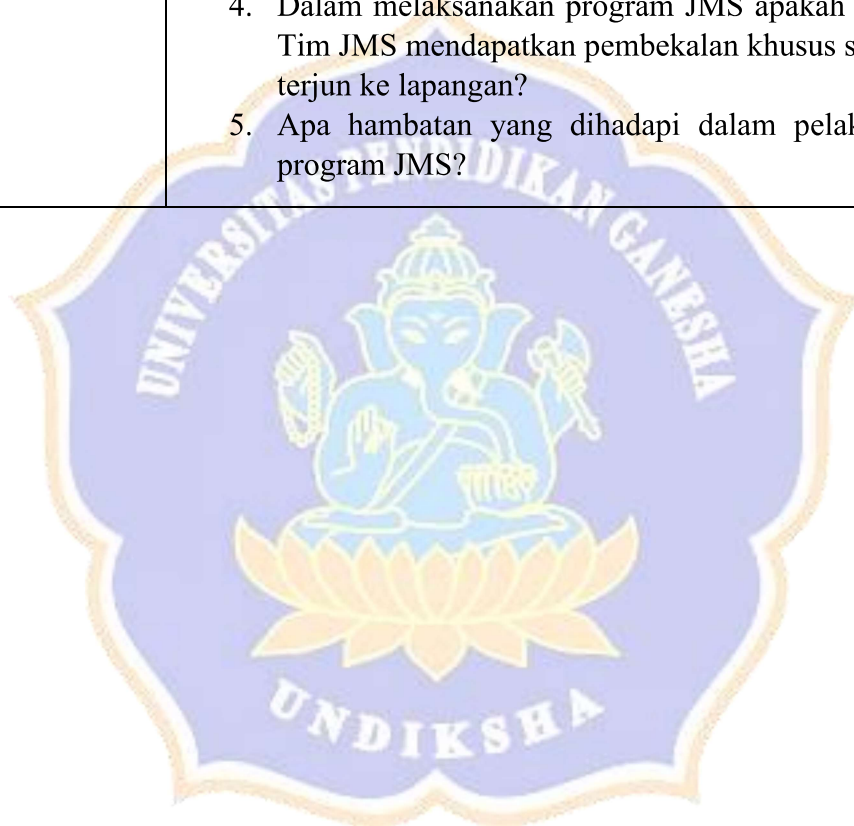 4. Dalam melaksanakan program JMS apakah
Tim JMS mendapatkan pembekalan khusus s
terjun ke lapangan?
5. Apa hambatan yang dihadapi dalam pelak
program JMS?
UNIVERSITAS PENDIDIKAN GANESHA
UNDIKSHA